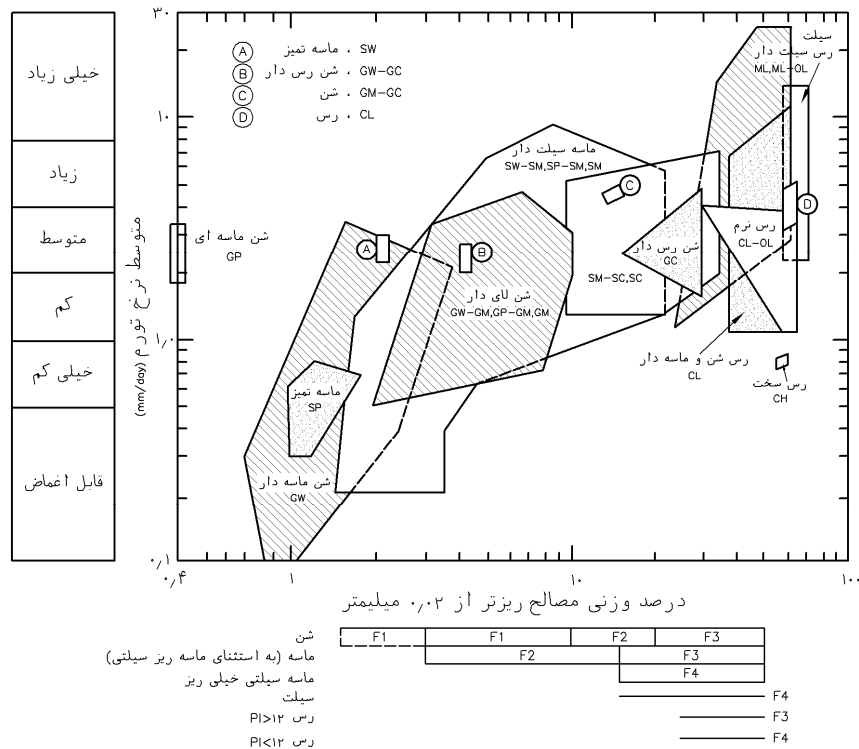 خیلی زیاد
زیاد
متوسط
کم
خیلی کم
قابل اغماض
متوسط نرخ تورم (mm/day)
۳۰
۱۰
۱٫۰
۰٫۱
A ماسه تمیز ، SW
B شن رس دار ، GW-GC
C شن ، GM-GC
D رس ، CL
سیلت
رس سیلت دار
ML,ML-OL
ماسه سیلت دار
SW-SM,SP-SM,SM
C
D
شن ماسه ای
GP
A
B
شن رس دار
GC
رس نرم
CL-OL
SM-SC,SC
شن لای دار
GW-GM,GP-GM,GM
رس شن و ماسه دار
CL
رس سخت
CH
ماسه تمیز
SP
شن ماسه دار
GW
۰٫۴
۱
۱۰
۱۰۰
درصد وزنی مصالح ریزتر از ۰٫۰۲ میلیمتر
شن F1 F1 F2 F3
ماسه (به استثنای ماسه ریز سیلتی) F2 F3
ماسه سیلتی خیلی ریز F4
سیلت F4
رس PI>۱۲ F3
رس PI<۱۲ F4